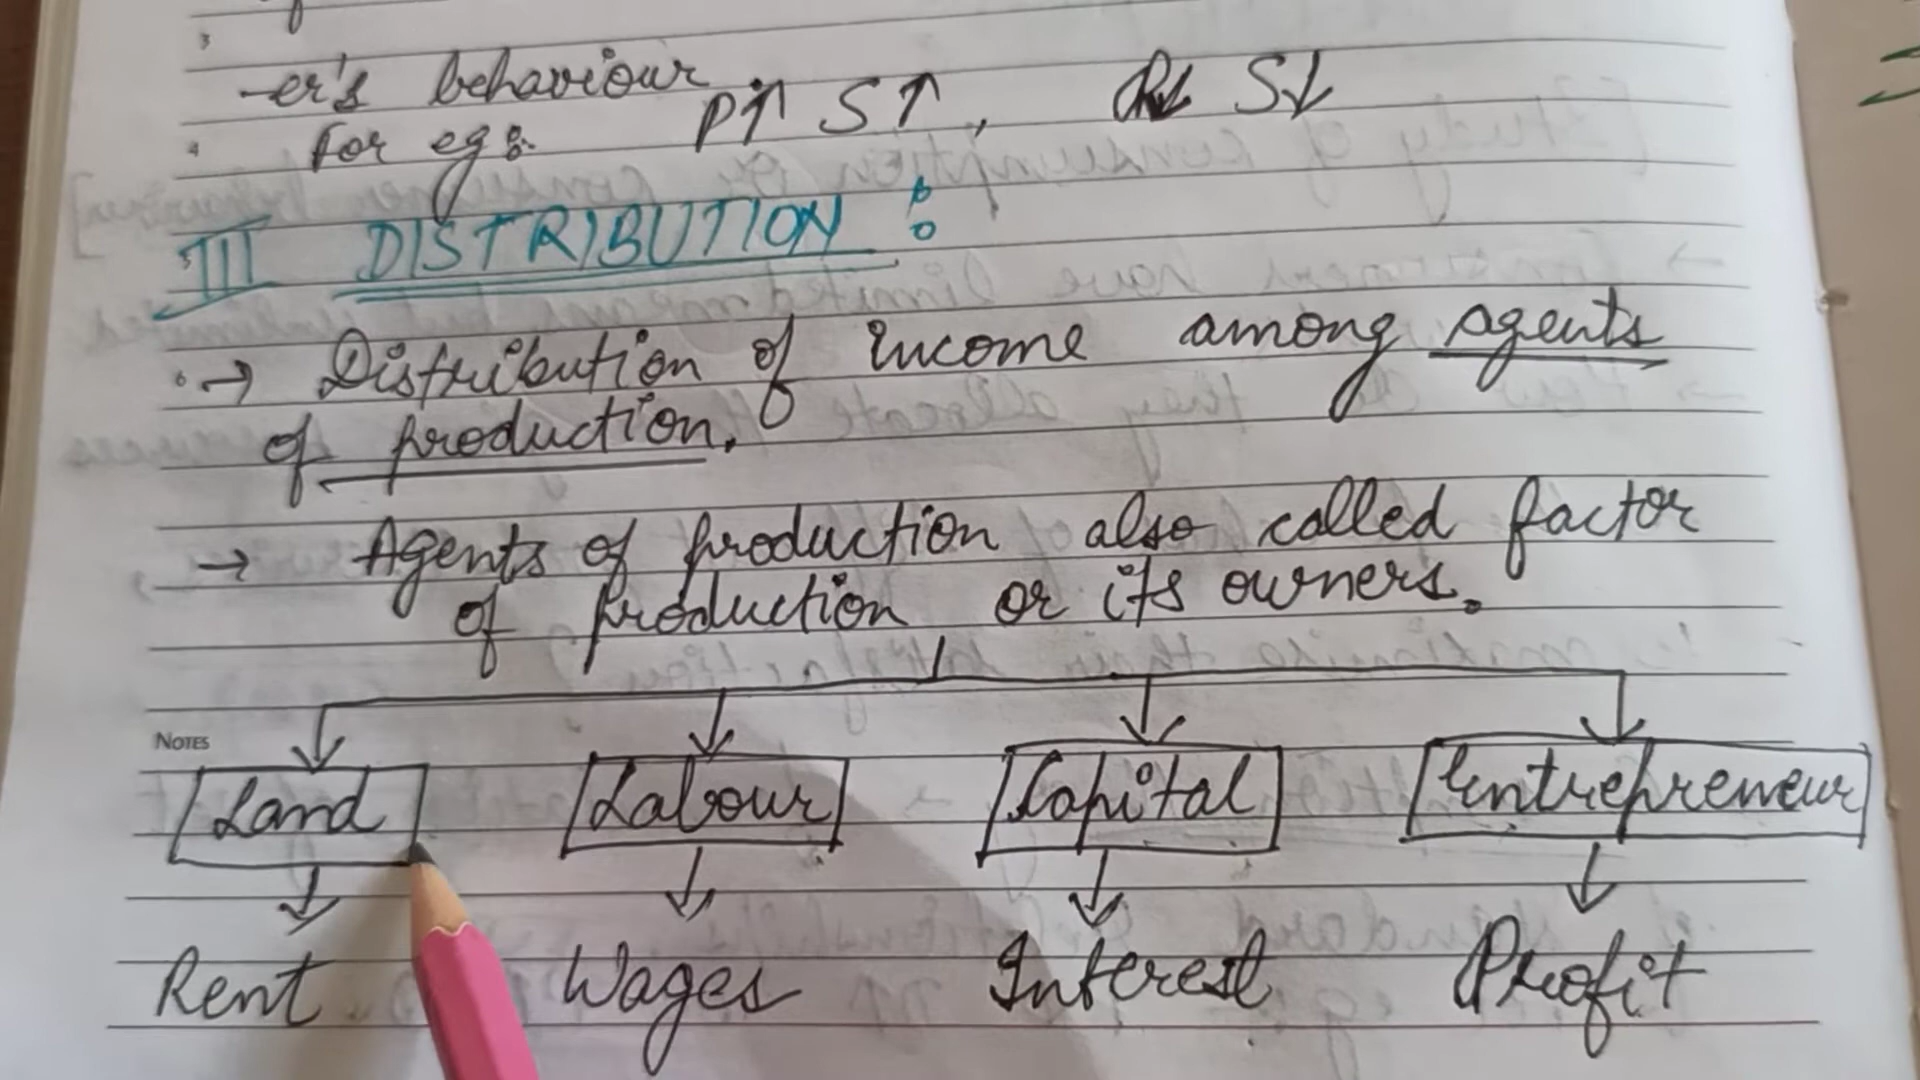 -er's behaviour
For eg: P↑ S↑, P↓ S↓
III DISTRIBUTION :
→ Distribution of income among agents
of production.
→ Agents of production also called factor
of production or its owners.
NOTES
Land Labour Capital Entrepreneur
Rent Wages Interest Profit